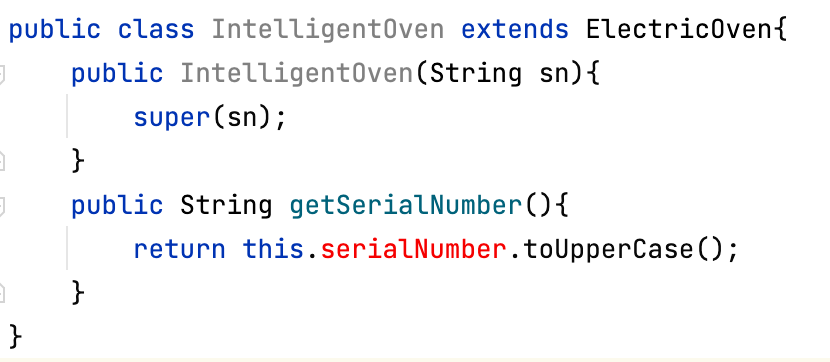 public class IntelligentOven extends ElectricOven{
    public IntelligentOven(String sn){
        super(sn);
    }
    public String getSerialNumber(){
        return this.serialNumber.toUpperCase();
    }
}